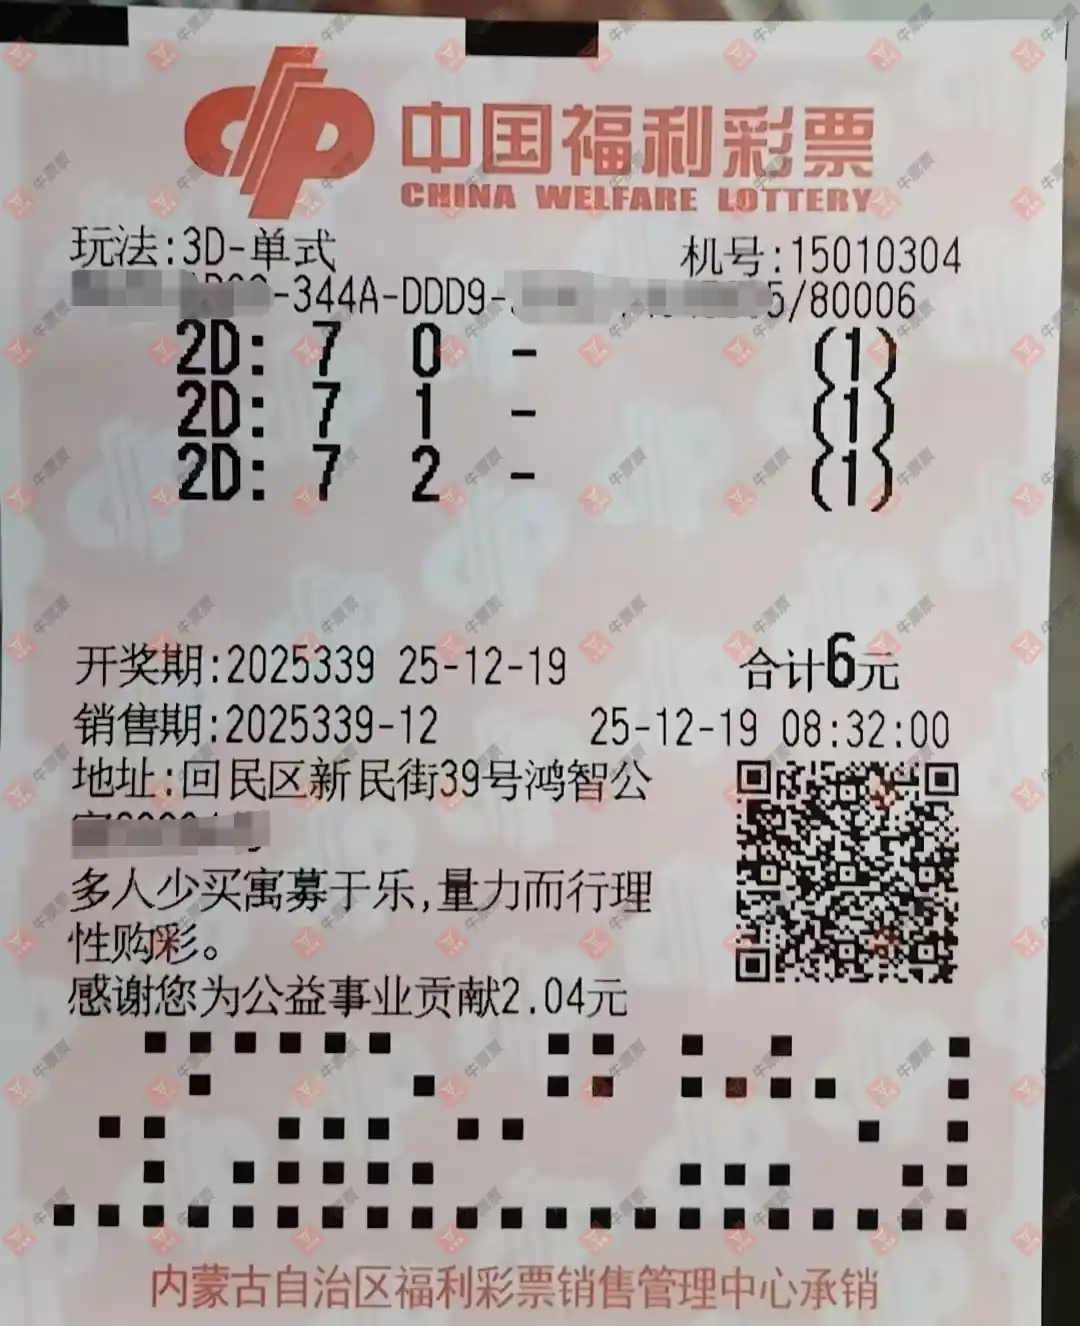 中国福利彩票
CHINA WELFARE LOTTERY
玩法:3D-单式 机号:15010304
-344A-DDD9- 5/80006
2D: 7 0 - (1)
2D: 7 1 - (1)
2D: 7 2 - (1)
开奖期:2025339 25-12-19 合计6元
销售期:2025339-12 25-12-19 08:32:00
地址:回民区新民街39号鸿智公
多人少买寓募于乐,量力而行理
性购彩。
感谢您为公益事业贡献2.04元
内蒙古自治区福利彩票销售管理中心承销
牛票票